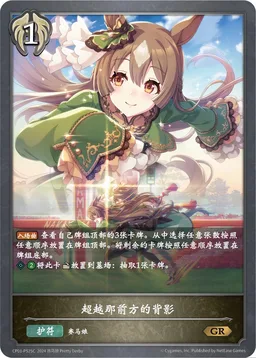 1
入场曲 查看自己牌组顶部的3张卡牌。从中选择任意张数按照
任意顺序放置在牌组顶部。将剩余的卡牌按照任意顺序放置在
牌组底部。
② 将此卡 放置到墓场：抽取1张卡牌。
超越那前方的背影
护符
赛马娘
GR